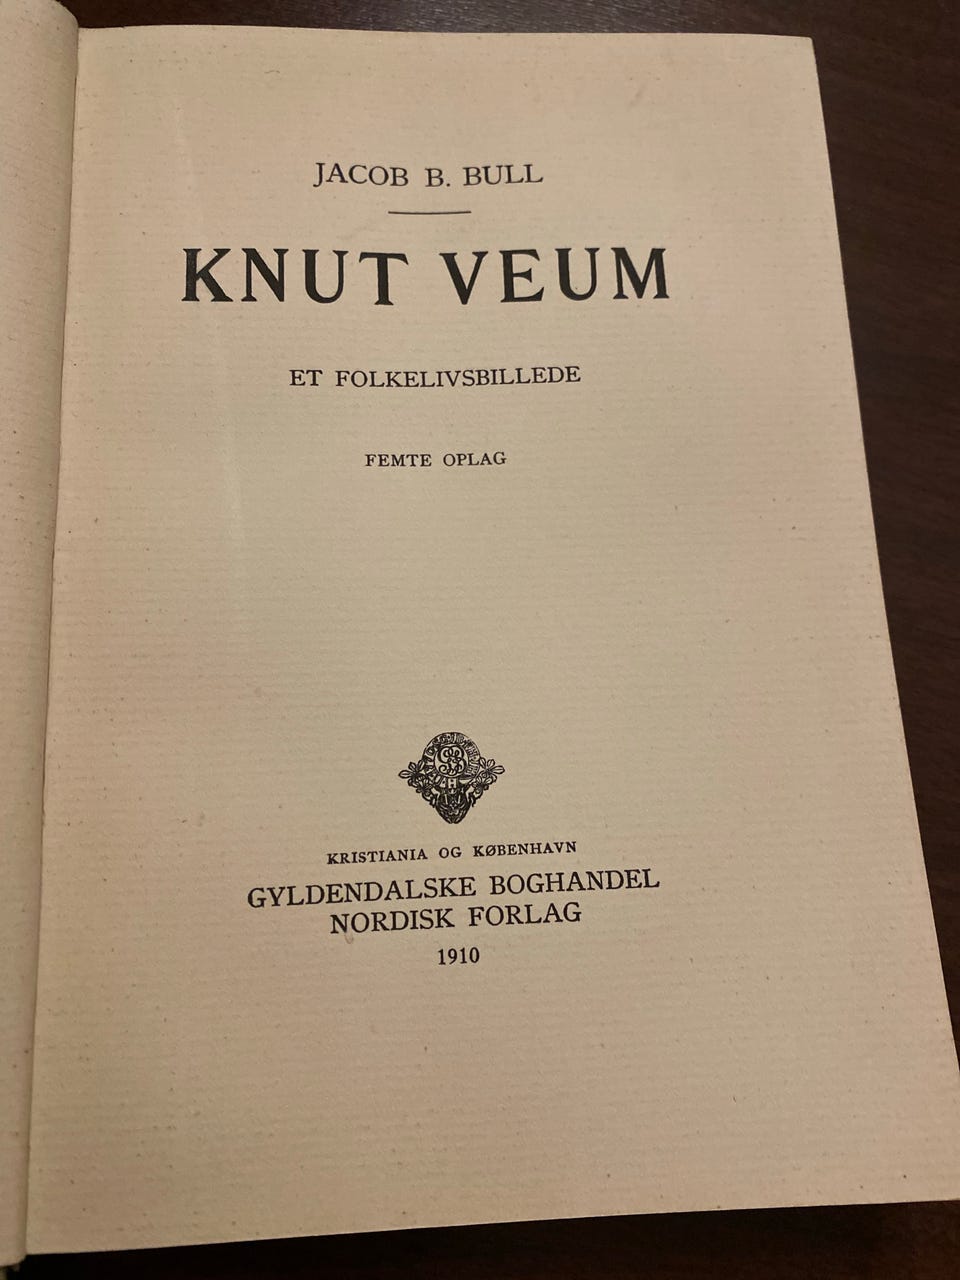 JACOB B. BULL
KNUT VEUM
ET FOLKELIVSBILLEDE
FEMTE OPLAG
KRISTIANIA OG KØBENHAVN
GYLDENDALSKE BOGHANDEL
NORDISK FORLAG
1910